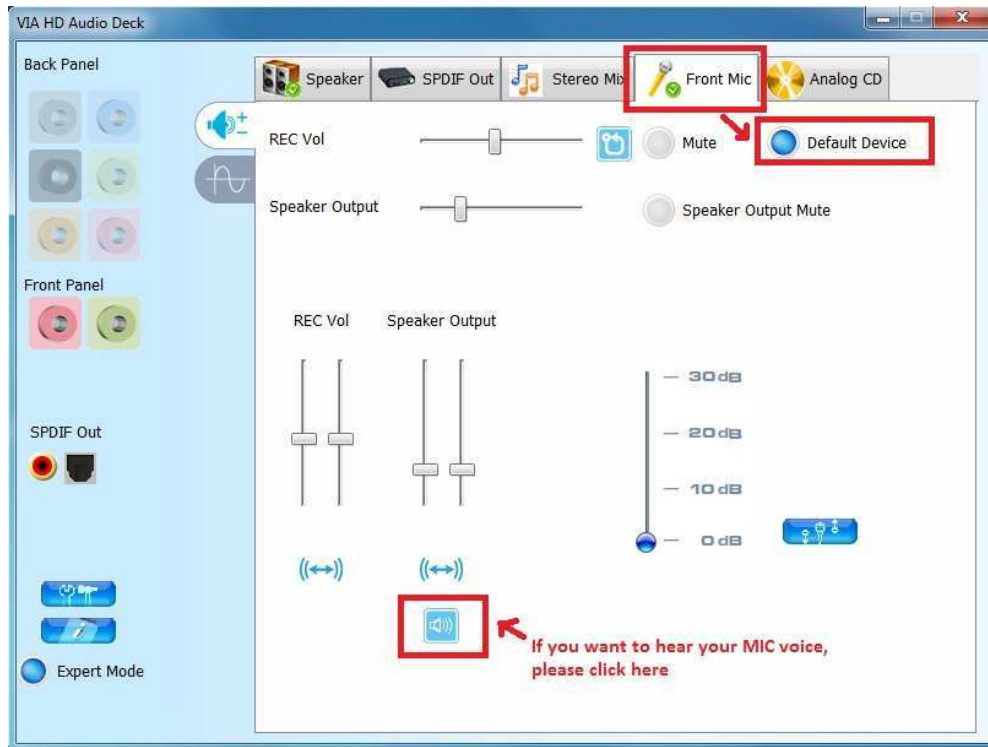 VIA HD Audio Deck
Back Panel
Speaker
SPDIF Out
Stereo Mix
Front Mic
Analog CD
REC Vol
Mute
Default Device
Speaker Output
Speaker Output Mute
Front Panel
REC Vol
Speaker Output
30dB
20dB
10dB
0dB
SPDIF Out
If you want to hear your MIC voice,
please click here
Expert Mode